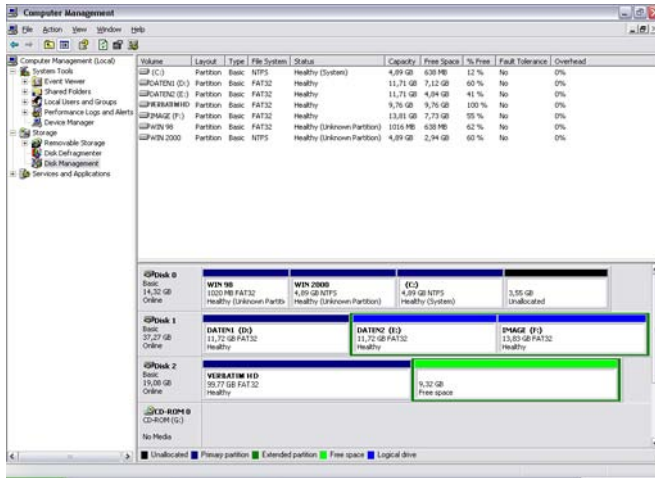 Computer Management
File Action View Window Help
Computer Management (Local)
System Tools
Event Viewer
Shared Folders
Local Users and Groups
Performance Logs and Alerts
Device Manager
Storage
Removable Storage
Disk Defragmenter
Disk Management
Services and Applications
Volume Layout Type File System Status Capacity Free Space % Free Fault Tolerance Overhead
(C:) Partition Basic NTFS Healthy (System) 4,89 GB 638 MB 12 % No 0%
DATEN1 (D:) Partition Basic FAT32 Healthy 11,71 GB 7,12 GB 60 % No 0%
DATEN2 (E:) Partition Basic FAT32 Healthy 11,71 GB 4,84 GB 41 % No 0%
VERBATIM HD Partition Basic FAT32 Healthy 9,76 GB 9,76 GB 100 % No 0%
IMAGE (F:) Partition Basic FAT32 Healthy 13,81 GB 7,73 GB 55 % No 0%
WIN 98 Partition Basic FAT32 Healthy (Unknown Partition) 1016 MB 638 MB 62 % No 0%
WIN 2000 Partition Basic NTFS Healthy (Unknown Partition) 4,89 GB 2,94 GB 60 % No 0%
Disk 0
Basic
14,32 GB
Online
WIN 98
1020 MB FAT32
Healthy (Unknown Partiti
WIN 2000
4,89 GB NTFS
Healthy (Unknown Partition)
(C:)
4,89 GB NTFS
Healthy (System)
3,55 GB
Unallocated
Disk 1
Basic
37,27 GB
Online
DATEN1 (D:)
11,72 GB FAT32
Healthy
DATEN2 (E:)
11,72 GB FAT32
Healthy
IMAGE (F:)
13,83 GB FAT32
Healthy
Disk 2
Basic
19,08 GB
Online
VERBATIM HD
99.77 GB FAT32
Healthy
9,32 GB
Free space
CD-ROM 0
CD-ROM (G:)
No Media
Unallocated Primary partition Extended partition Free space Logical drive